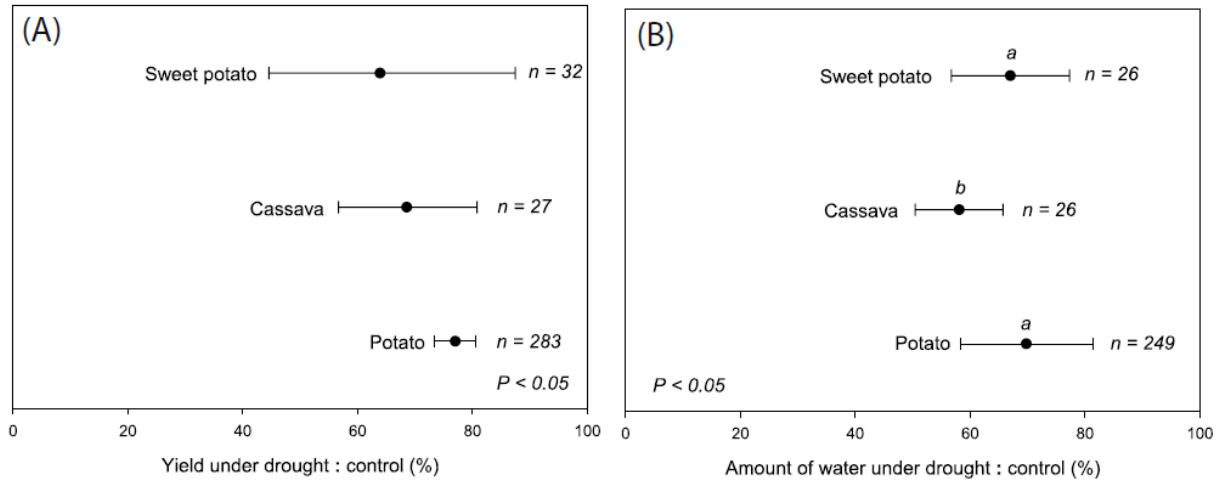 (A)
Sweet potato
n = 32
Cassava
n = 27
Potato
n = 283
P < 0.05
0 20 40 60 80 100
Yield under drought : control (%)
(B)
a
Sweet potato
n = 26
b
Cassava
n = 26
a
Potato
n = 249
P < 0.05
0 20 40 60 80 100
Amount of water under drought : control (%)